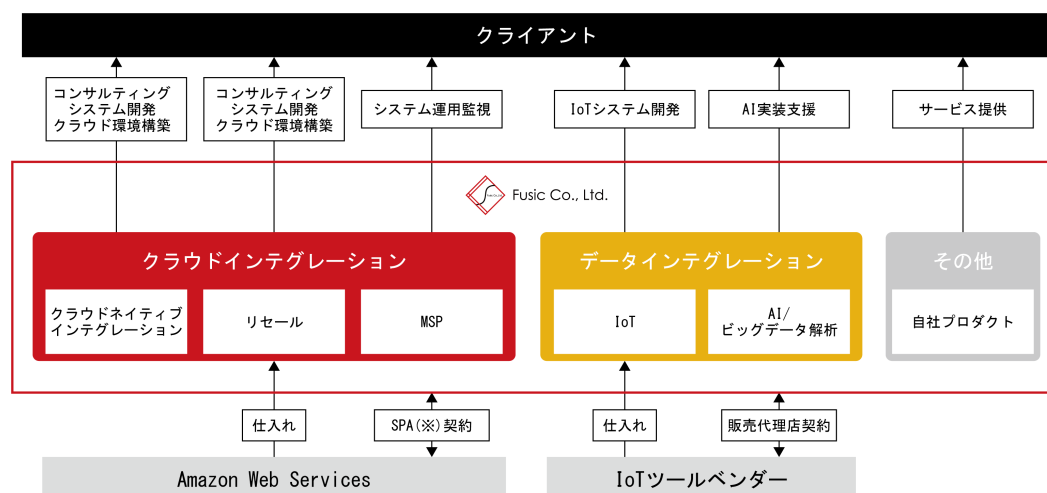 クライアント
コンサルティング
システム開発
クラウド環境構築
コンサルティング
システム開発
クラウド環境構築
システム運用監視
IoTシステム開発
AI実装支援
サービス提供
Fusic Co., Ltd.
クラウドインテグレーション
データインテグレーション
その他
クラウドネイティブ
インテグレーション
リセール
MSP
IoT
AI/
ビッグデータ解析
自社プロダクト
仕入れ
SPA(※)契約
仕入れ
販売代理店契約
Amazon Web Services
IoTツールベンダー